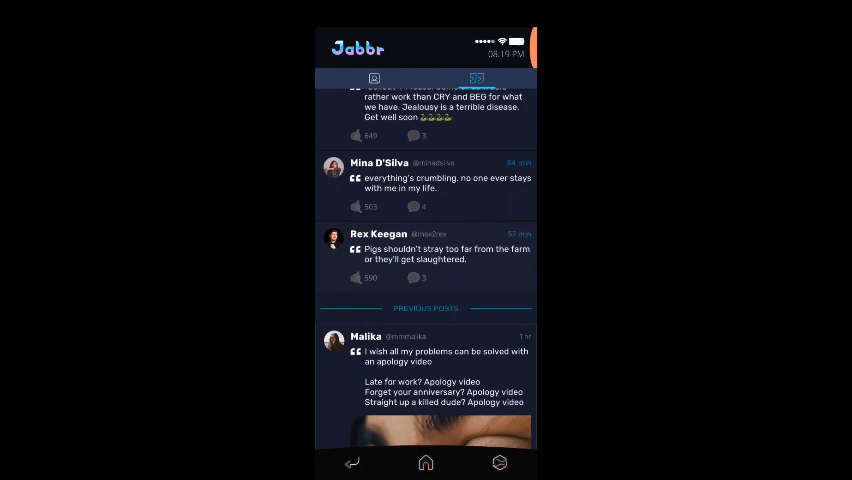 Jabbr
08:19 PM
rather work than CRY and BEG for what
we have. Jealousy is a terrible disease.
Get well soon 🐍🐍🐍🐍
649
3
Mina D'Silva @minadsilva 54 min
everything's crumbling. no one ever stays
with me in my life.
503
4
Rex Keegan @max2rex 57 min
Pigs shouldn't stray too far from the farm
or they'll get slaughtered.
590
3
PREVIOUS POSTS
Malika @mmmalika 1 hr
I wish all my problems can be solved with
an apology video
Late for work? Apology video
Forget your anniversary? Apology video
Straight up a killed dude? Apology video